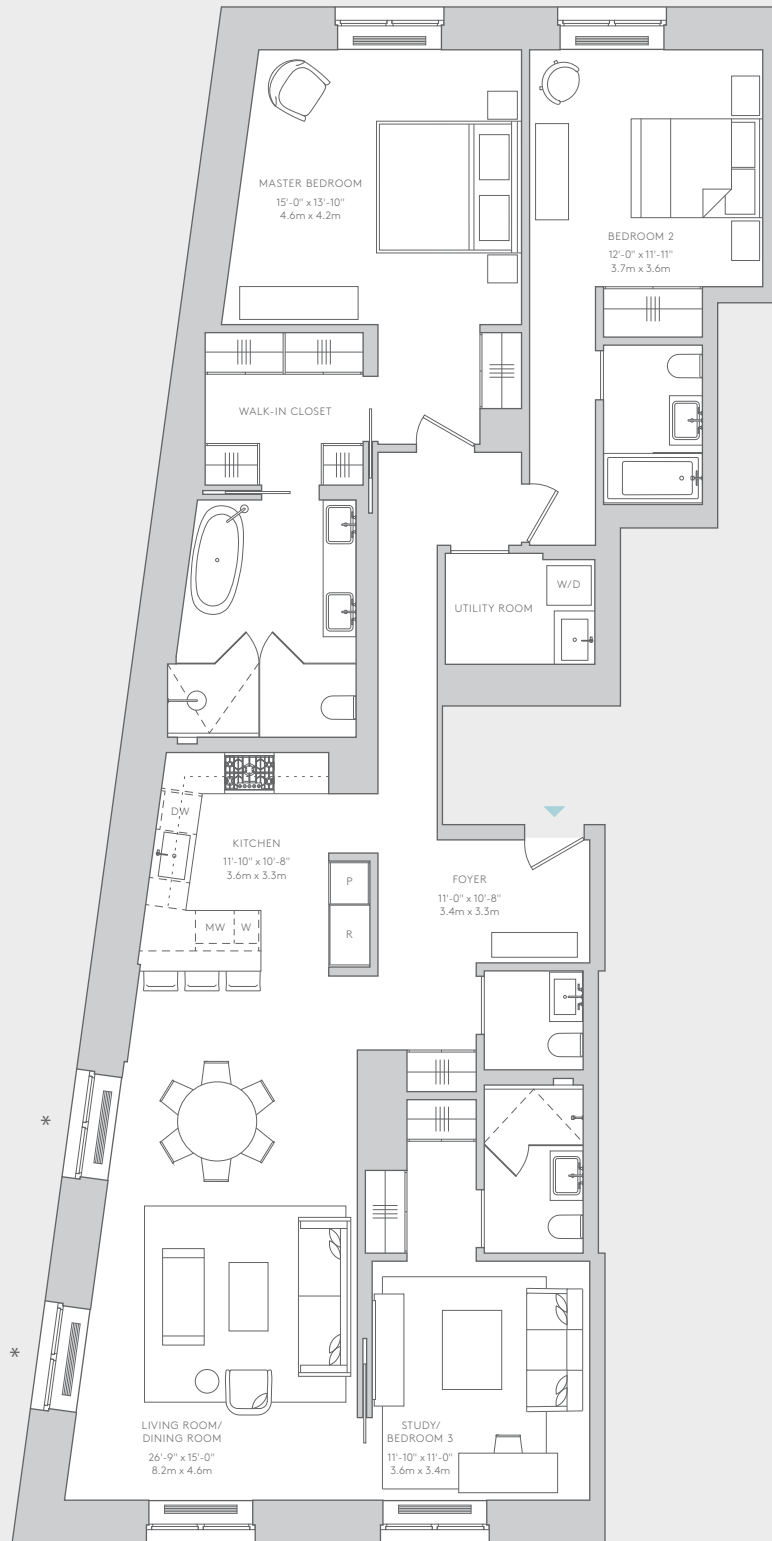 MASTER BEDROOM
15'-0" x 13'-10"
4.6m x 4.2m
BEDROOM 2
12'-0" x 11'-11"
3.7m x 3.6m
WALK-IN CLOSET
W/D
UTILITY ROOM
DW
KITCHEN
11'-10" x 10'-8"
3.6m x 3.3m
P
R
MW
W
FOYER
11'-0" x 10'-8"
3.4m x 3.3m
*
*
LIVING ROOM/
DINING ROOM
26'-9" x 15'-0"
8.2m x 4.6m
STUDY/
BEDROOM 3
11'-10" x 11'-0"
3.6m x 3.4m